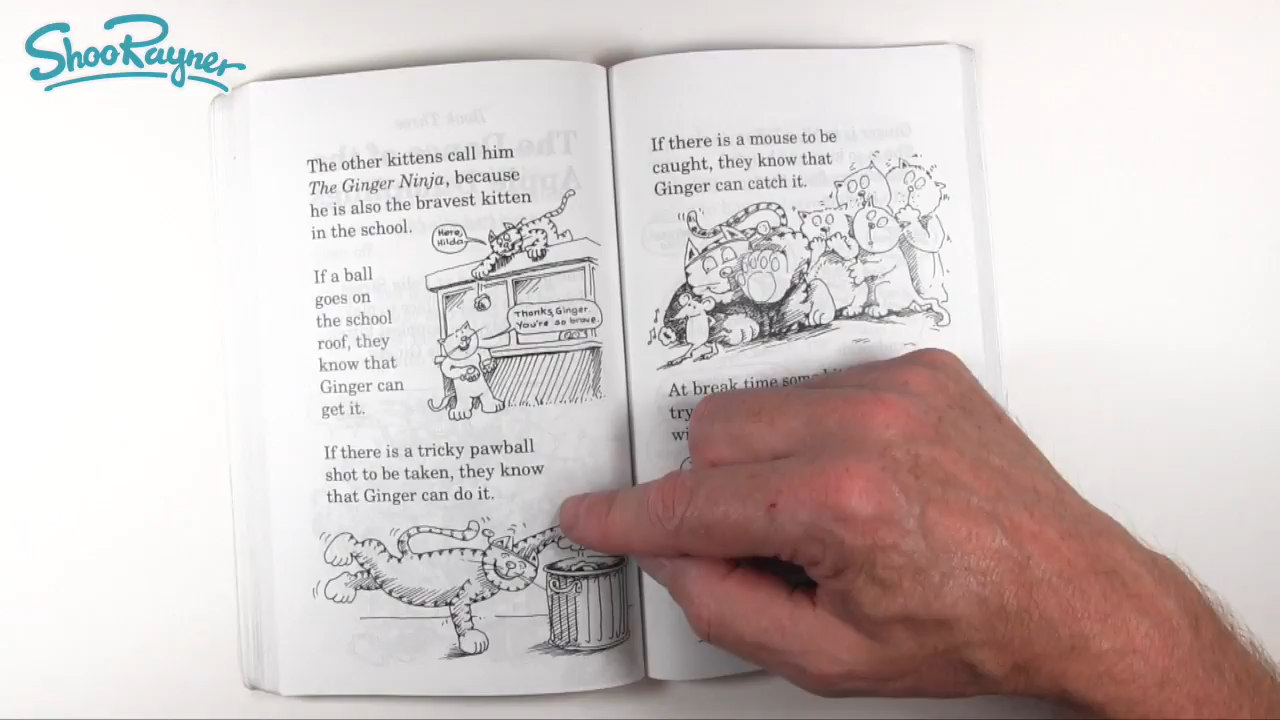 ShooRayner
The other kittens call him
The Ginger Ninja, because
he is also the bravest kitten
in the school.
Here,
Hilda.
If a ball
goes on
the school
roof, they
know that
Ginger can
get it.
Thanks, Ginger.
You're so brave.
If there is a tricky pawball
shot to be taken, they know
that Ginger can do it.
If there is a mouse to be
caught, they know that
Ginger can catch it.
At break time some
try